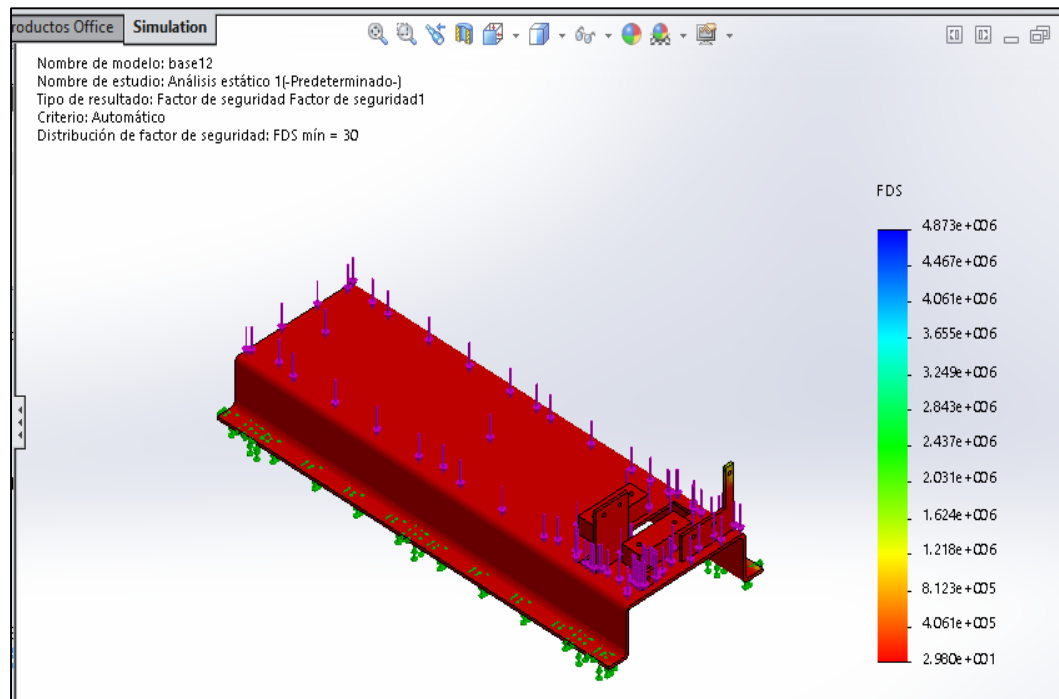 roductos Office Simulation
Nombre de modelo: base12
Nombre de estudio: Análisis estático 1(-Predeterminado-)
Tipo de resultado: Factor de seguridad Factor de seguridad1
Criterio: Automático
Distribución de factor de seguridad: FDS mín = 30
FDS
4.873e+006
4.467e+006
4.061e+006
3.655e+006
3.249e+006
2.843e+006
2.437e+006
2.031e+006
1.624e+006
1.218e+006
8.123e+005
4.061e+005
2.980e+001